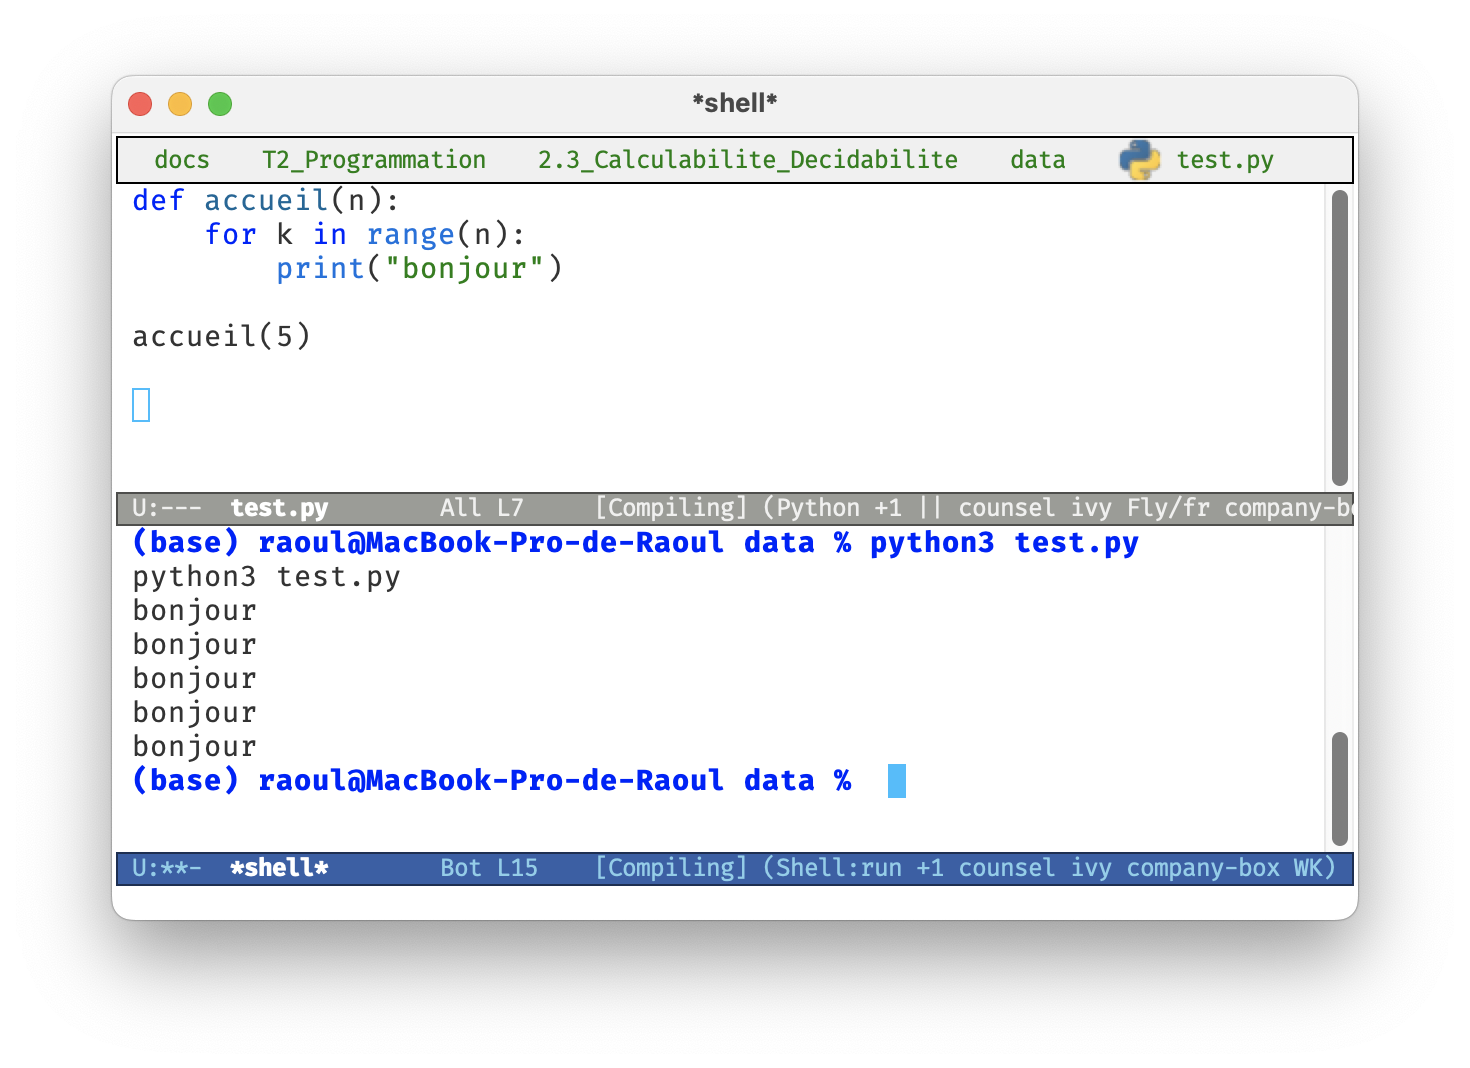 *shell*
docs T2_Programmation 2.3_Calculabilite_Decidabilite data test.py
def accueil(n):
    for k in range(n):
        print("bonjour")
accueil(5)
U:--- test.py All L7 [Compiling] (Python +1 || counsel ivy Fly/fr company-b
(base) raoul@MacBook-Pro-de-Raoul data % python3 test.py
python3 test.py
bonjour
bonjour
bonjour
bonjour
bonjour
(base) raoul@MacBook-Pro-de-Raoul data %
U:**- *shell* Bot L15 [Compiling] (Shell:run +1 counsel ivy company-box WK)